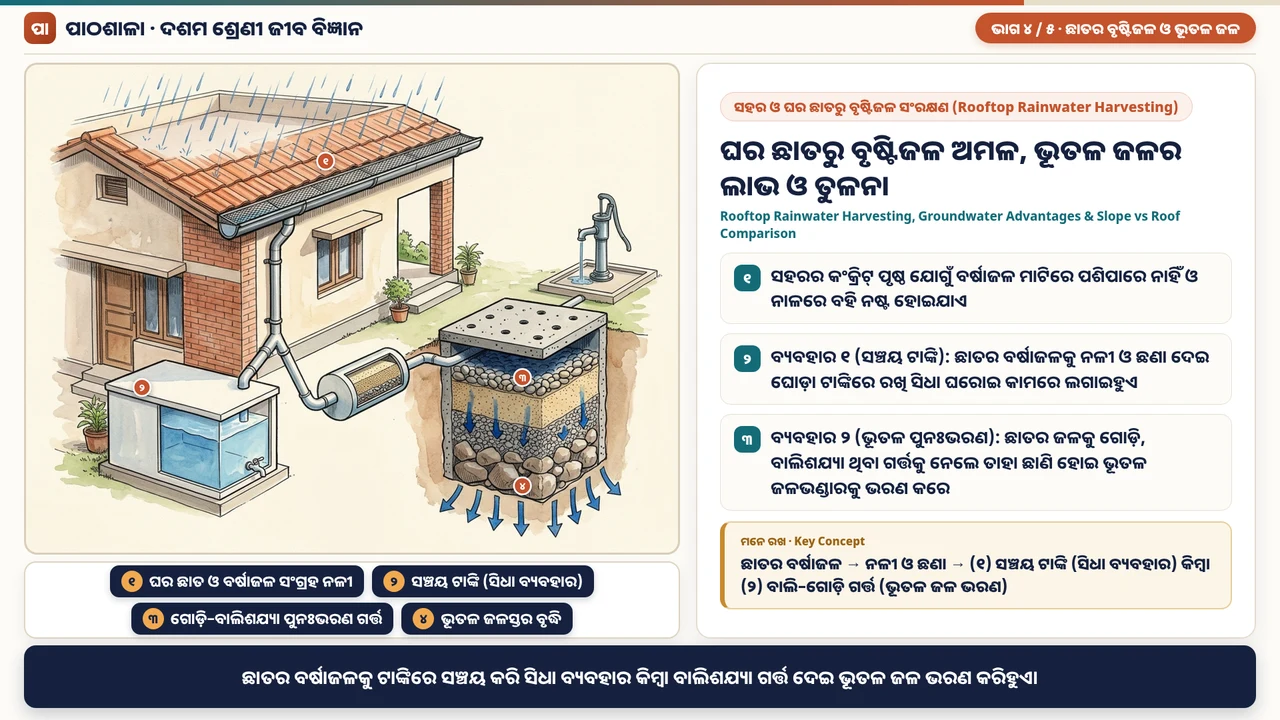 ପା ପାଠଶାଳା · ଦଶମ ଶ୍ରେଣୀ ଜୀବ ବିଜ୍ଞାନ
ଭାଗ ୪ / ୫ · ଛାତର ବୃଷ୍ଟିଜଳ ଓ ଭୂତଳ ଜଳ
୧
୨
୩
୪
୧ ଘର ଛାତ ଓ ବର୍ଷାଜଳ ସଂଗ୍ରହ ନଳୀ
୨ ସଞ୍ଚୟ ଟାଙ୍କି (ସିଧା ବ୍ୟବହାର)
୩ ଗୋଡ଼ି-ବାଲିଶଯ୍ୟା ପୁନଃଭରଣ ଗର୍ତ୍ତ
୪ ଭୂତଳ ଜଳସ୍ତର ବୃଦ୍ଧି
ସହର ଓ ଘର ଛାତରୁ ବୃଷ୍ଟିଜଳ ସଂରକ୍ଷଣ (Rooftop Rainwater Harvesting)
ଘର ଛାତରୁ ବୃଷ୍ଟିଜଳ ଅମଳ, ଭୂତଳ ଜଳର
ଲାଭ ଓ ତୁଳନା
Rooftop Rainwater Harvesting, Groundwater Advantages & Slope vs Roof
Comparison
୧ ସହରର କଂକ୍ରିଟ୍ ପୃଷ୍ଠ ଯୋଗୁଁ ବର୍ଷାଜଳ ମାଟିରେ ପଶିପାରେ ନାହିଁ ଓ
ନାଳରେ ବହି ନଷ୍ଟ ହୋଇଯାଏ
୨ ବ୍ୟବହାର ୧ (ସଞ୍ଚୟ ଟାଙ୍କି): ଛାତର ବର୍ଷାଜଳକୁ ନଳୀ ଓ ଛଣା ଦେଇ
ଘୋଡ଼ା ଟାଙ୍କିରେ ରଖି ସିଧା ଘରୋଇ କାମରେ ଲଗାଇହୁଏ
୩ ବ୍ୟବହାର ୨ (ଭୂତଳ ପୁନଃଭରଣ): ଛାତର ଜଳକୁ ଗୋଡ଼ି,
ବାଲିଶଯ୍ୟା ଥିବା ଗର୍ତ୍ତକୁ ନେଲେ ତାହା ଛାଣି ହୋଇ ଭୂତଳ
ଜଳଭଣ୍ଡାରକୁ ଭରଣ କରେ
ମନେ ରଖ · Key Concept
ଛାତର ବର୍ଷାଜଳ → ନଳୀ ଓ ଛଣା → (୧) ସଞ୍ଚୟ ଟାଙ୍କି (ସିଧା ବ୍ୟବହାର) କିମ୍ବା
(୨) ବାଲି-ଗୋଡ଼ି ଗର୍ତ୍ତ (ଭୂତଳ ଜଳ ଭରଣ)
ଛାତର ବର୍ଷାଜଳକୁ ଟାଙ୍କିରେ ସଞ୍ଚୟ କରି ସିଧା ବ୍ୟବହାର କିମ୍ବା ବାଲିଶଯ୍ୟା ଗର୍ତ୍ତ ଦେଇ ଭୂତଳ ଜଳ ଭରଣ କରିହୁଏ।